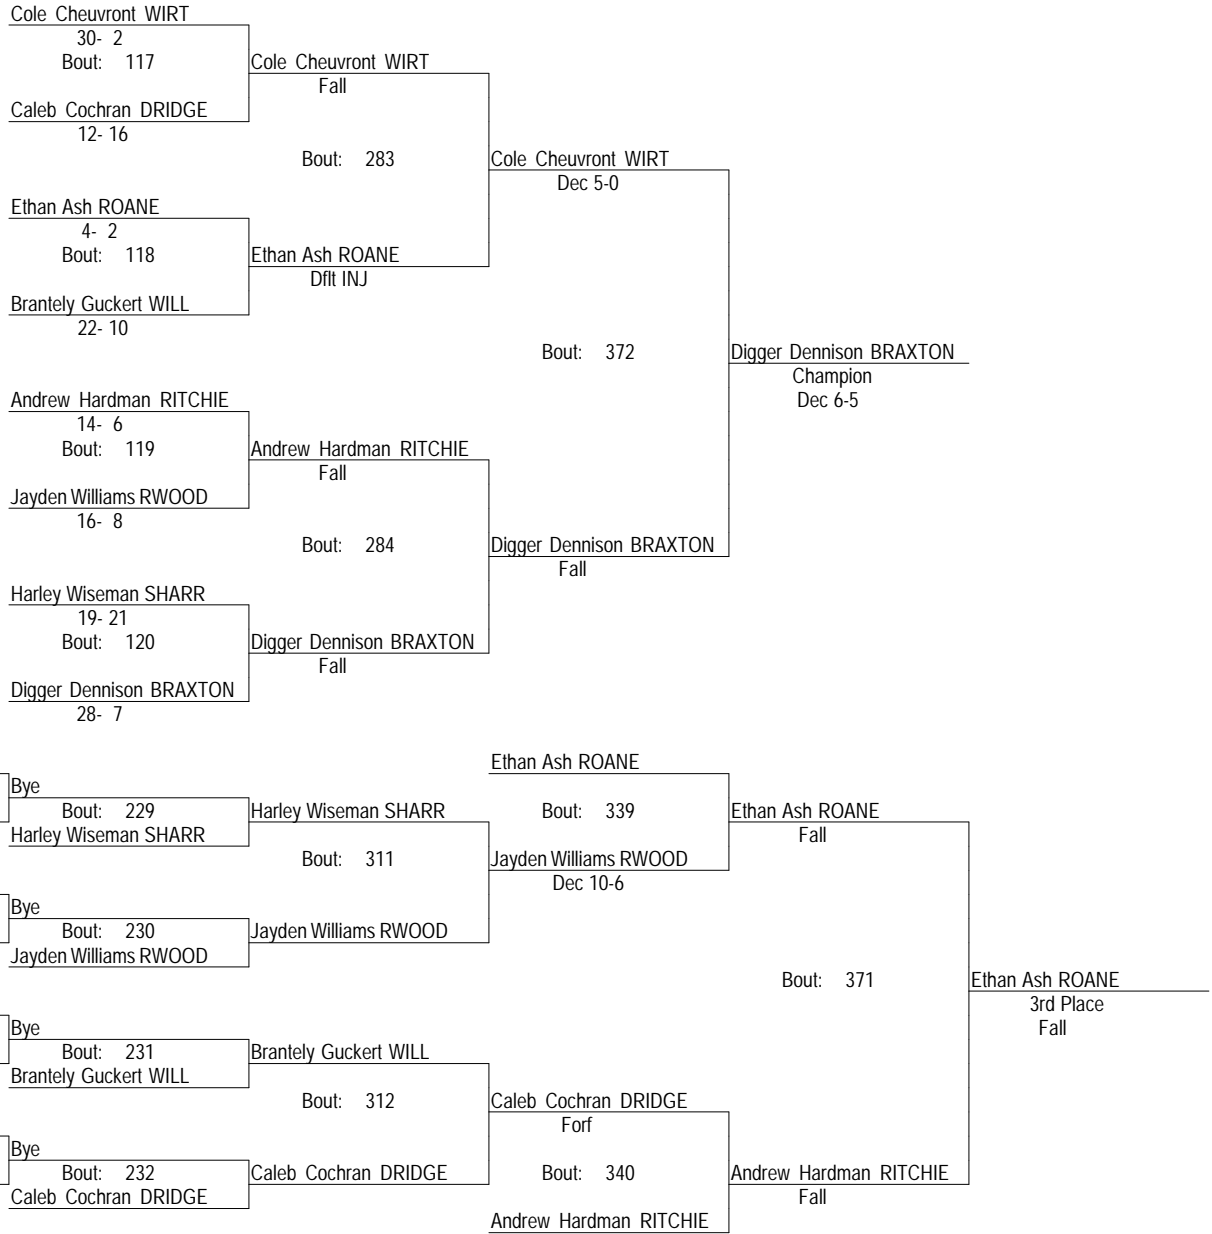 Cole Cheuvront WIRT
30- 2
Bout: 117
Cole Cheuvront WIRT
Fall
Caleb Cochran DRIDGE
12- 16
Bout: 283
Cole Cheuvront WIRT
Dec 5-0
Ethan Ash ROANE
4- 2
Bout: 118
Ethan Ash ROANE
Dflt INJ
Brantely Guckert WILL
22- 10
Bout: 372
Digger Dennison BRAXTON
Champion
Dec 6-5
Andrew Hardman RITCHIE
14- 6
Bout: 119
Andrew Hardman RITCHIE
Fall
Jayden Williams RWOOD
16- 8
Bout: 284
Digger Dennison BRAXTON
Fall
Harley Wiseman SHARR
19- 21
Bout: 120
Digger Dennison BRAXTON
Fall
Digger Dennison BRAXTON
28- 7
Ethan Ash ROANE
Bye
Bout: 229
Harley Wiseman SHARR
Bout: 339
Ethan Ash ROANE
Fall
Harley Wiseman SHARR
Bout: 311
Jayden Williams RWOOD
Dec 10-6
Bye
Bout: 230
Jayden Williams RWOOD
Jayden Williams RWOOD
Bout: 371
Ethan Ash ROANE
3rd Place
Fall
Bye
Bout: 231
Brantely Guckert WILL
Brantely Guckert WILL
Bout: 312
Caleb Cochran DRIDGE
Forf
Bye
Bout: 232
Caleb Cochran DRIDGE
Bout: 340
Andrew Hardman RITCHIE
Fall
Caleb Cochran DRIDGE
Andrew Hardman RITCHIE